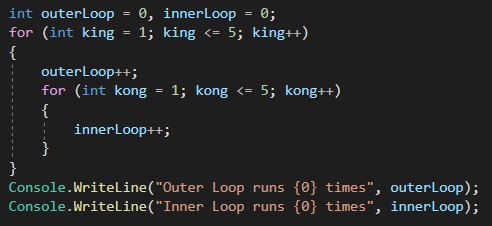 int outerLoop = 0, innerLoop = 0;
for (int king = 1; king <= 5; king++)
{
    outerLoop++;
    for (int kong = 1; kong <= 5; kong++)
    {
        innerLoop++;
    }
}
Console.WriteLine("Outer Loop runs {0} times", outerLoop);
Console.WriteLine("Inner Loop runs {0} times", innerLoop);